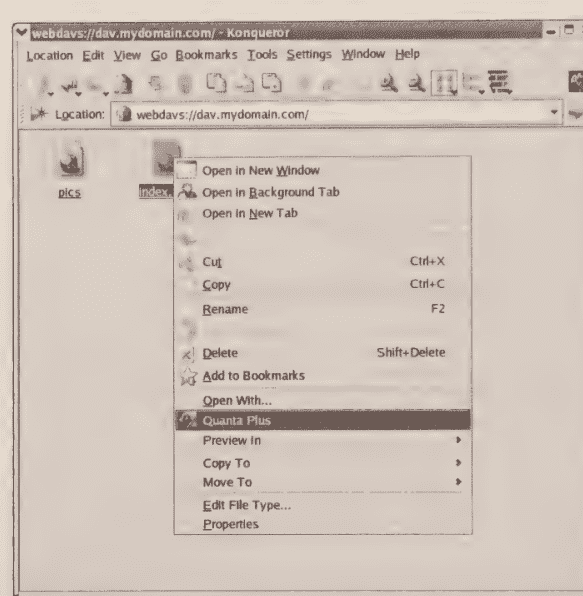 webdavs://dav.mydomain.com/ - Konqueror
Location Edit View Go Bookmarks Tools Settings Window Help
Location: webdavs://dav.mydomain.com/
pics index.
Open in New Window
Open in Background Tab
Open in New Tab
Cut Ctrl+X
Copy Ctrl+C
Rename F2
Delete Shift+Delete
Add to Bookmarks
Open With...
Quanta Plus
Preview In
Copy To
Move To
Edit File Type...
Properties